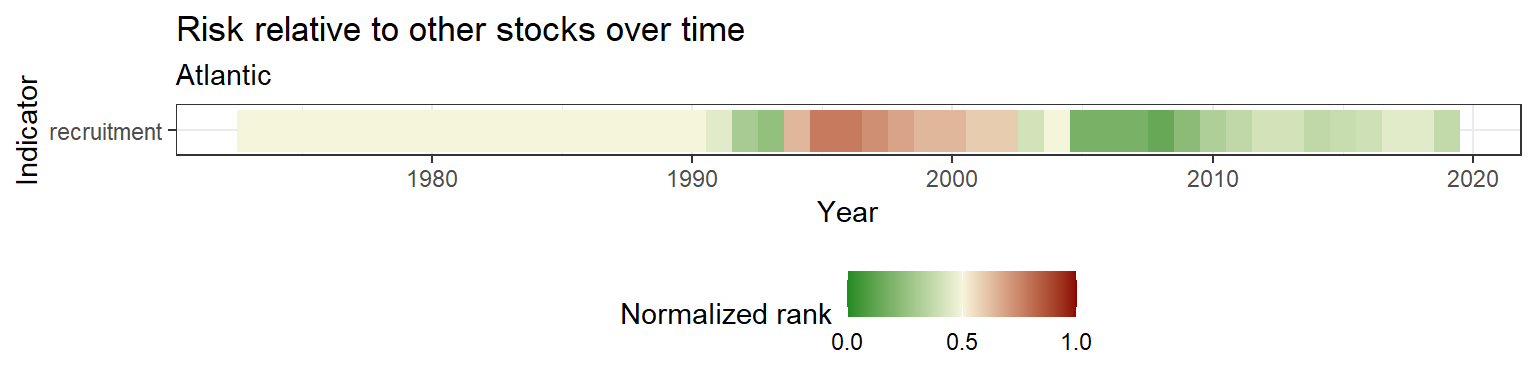 Risk relative to other stocks over time
Atlantic
Indicator
recruitment
1980 1990 2000 2010 2020
Year
Normalized rank
0.0 0.5 1.0